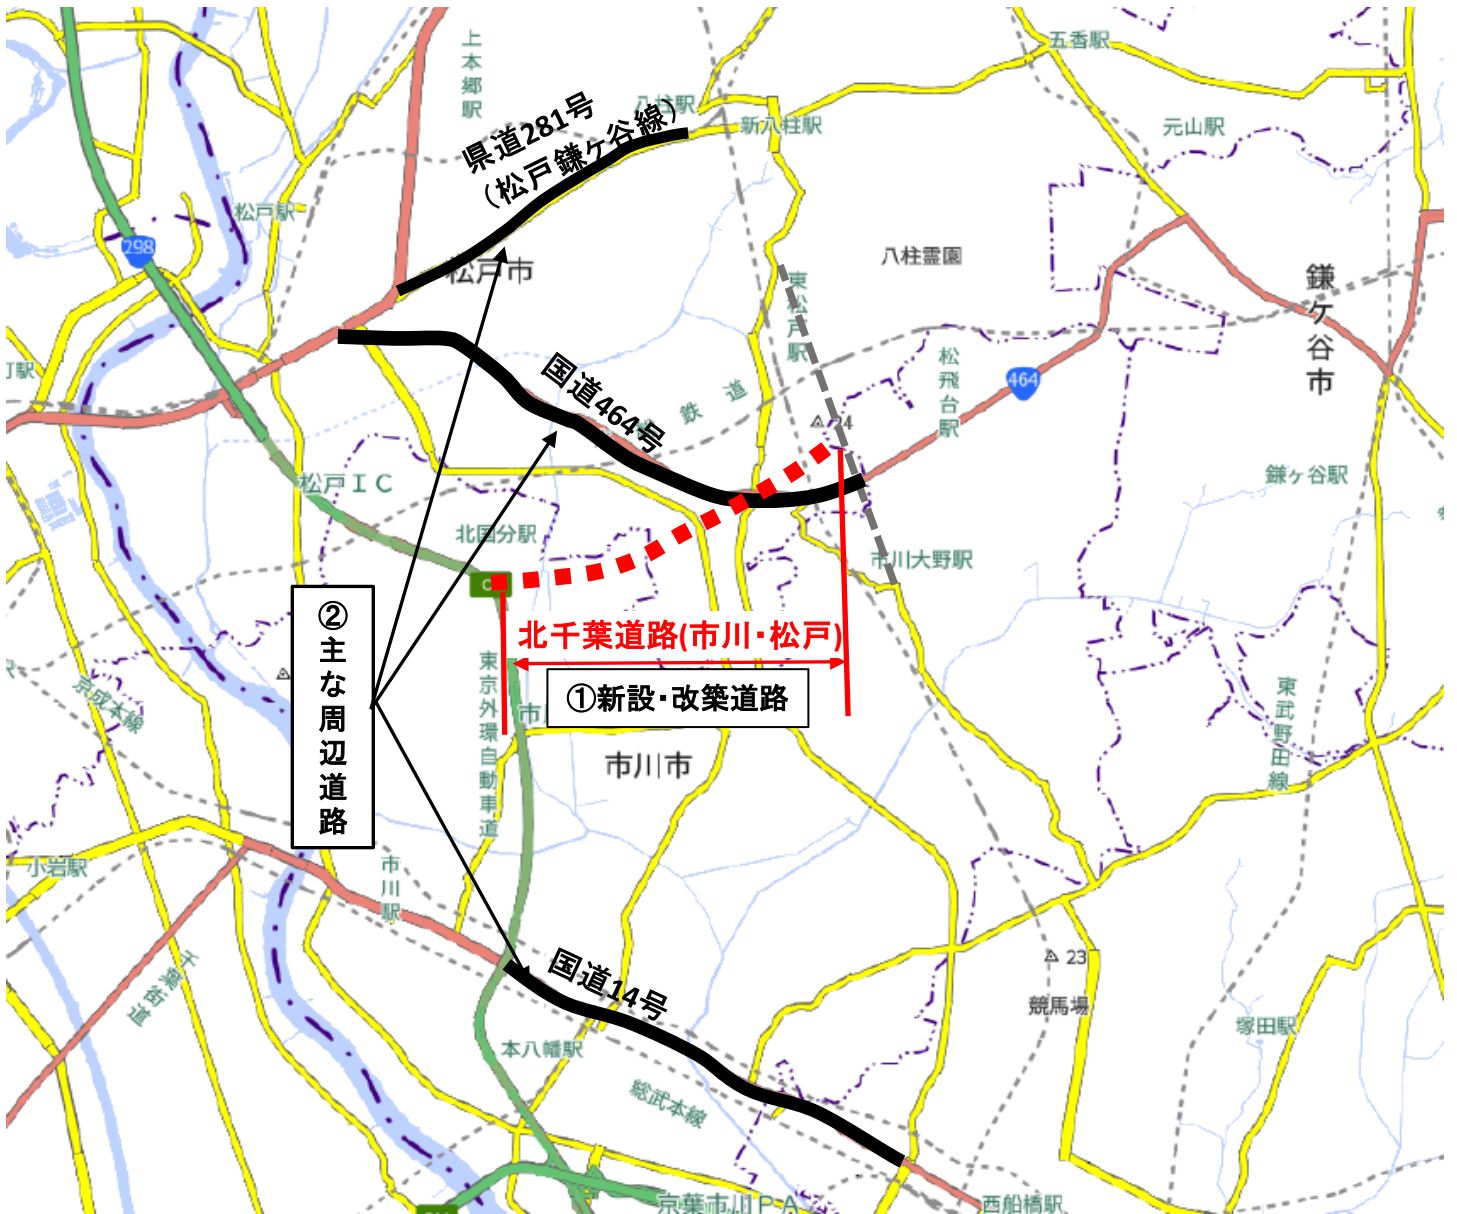 五香駅
上本郷駅
八柱駅
県道281号
（松戸鎌ヶ谷線）
新八柱駅
元山駅
松戸駅
298
松戸市
八柱霊園
東松戸駅
鎌ケ谷市
松飛台駅
464
国道464号
鉄道
24
松戸ＩＣ
鎌ヶ谷駅
北国分駅
市川大野駅
②主な周辺道路
北千葉道路(市川・松戸)
①新設・改築道路
東京外環自動車道
京成本線
東武野田線
市川市
小岩駅
市川駅
千葉街道
国道14号
23
競馬場
塚田駅
本八幡駅
総武本線
京葉市川ＰＡ
西船橋駅